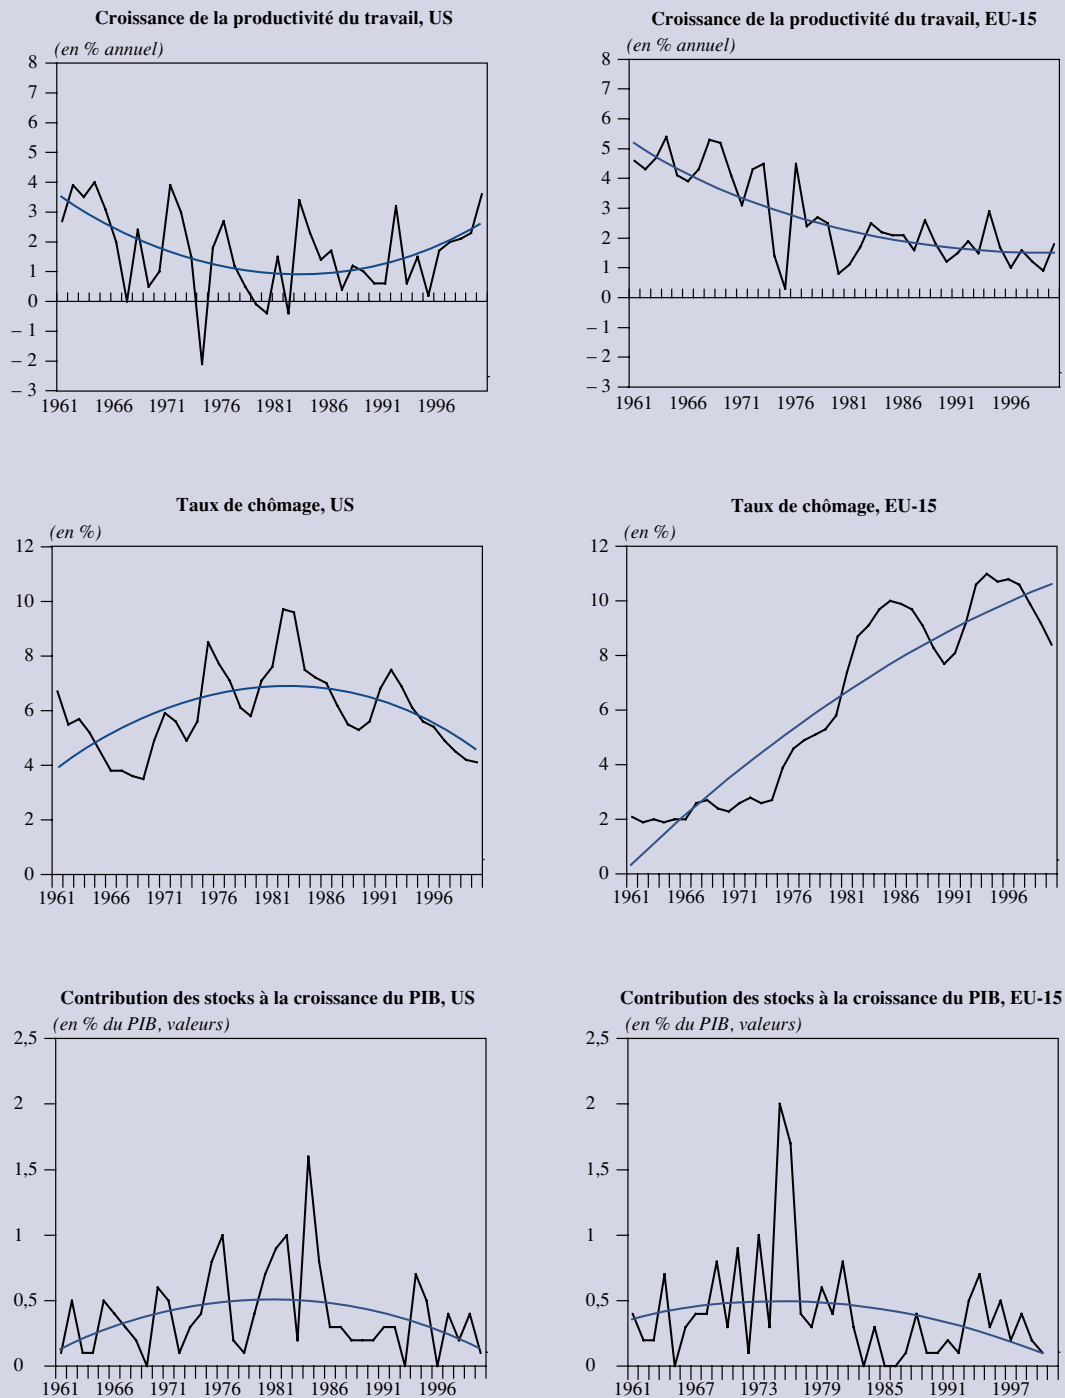 Croissance de la productivité du travail, US
(en % annuel)
8
7
6
5
4
3
2
1
0
– 1
– 2
– 3
1961 1966 1971 1976 1981 1986 1991 1996
Croissance de la productivité du travail, EU-15
(en % annuel)
8
7
6
5
4
3
2
1
0
– 1
– 2
– 3
1961 1966 1971 1976 1981 1986 1991 1996
Taux de chômage, US
(en %)
12
10
8
6
4
2
0
1961 1966 1971 1976 1981 1986 1991 1996
Taux de chômage, EU-15
(en %)
12
10
8
6
4
2
0
1961 1966 1971 1976 1981 1986 1991 1996
Contribution des stocks à la croissance du PIB, US
(en % du PIB, valeurs)
2,5
2
1,5
1
0,5
0
1961 1966 1971 1976 1981 1986 1991 1996
Contribution des stocks à la croissance du PIB, EU-15
(en % du PIB, valeurs)
2,5
2
1,5
1
0,5
0
1961 1967 1973 1979 1985 1991 1997